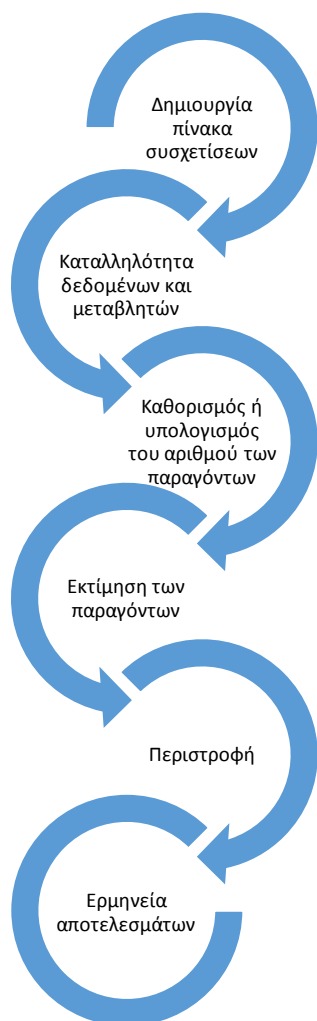 Δημιουργία
πίνακα
συσχετίσεων
Καταλληλότητα
δεδομένων και
μεταβλητών
Καθορισμός ή
υπολογισμός
του αριθμού των
παραγόντων
Εκτίμηση των
παραγόντων
Περιστροφή
Ερμηνεία
αποτελεσμάτων